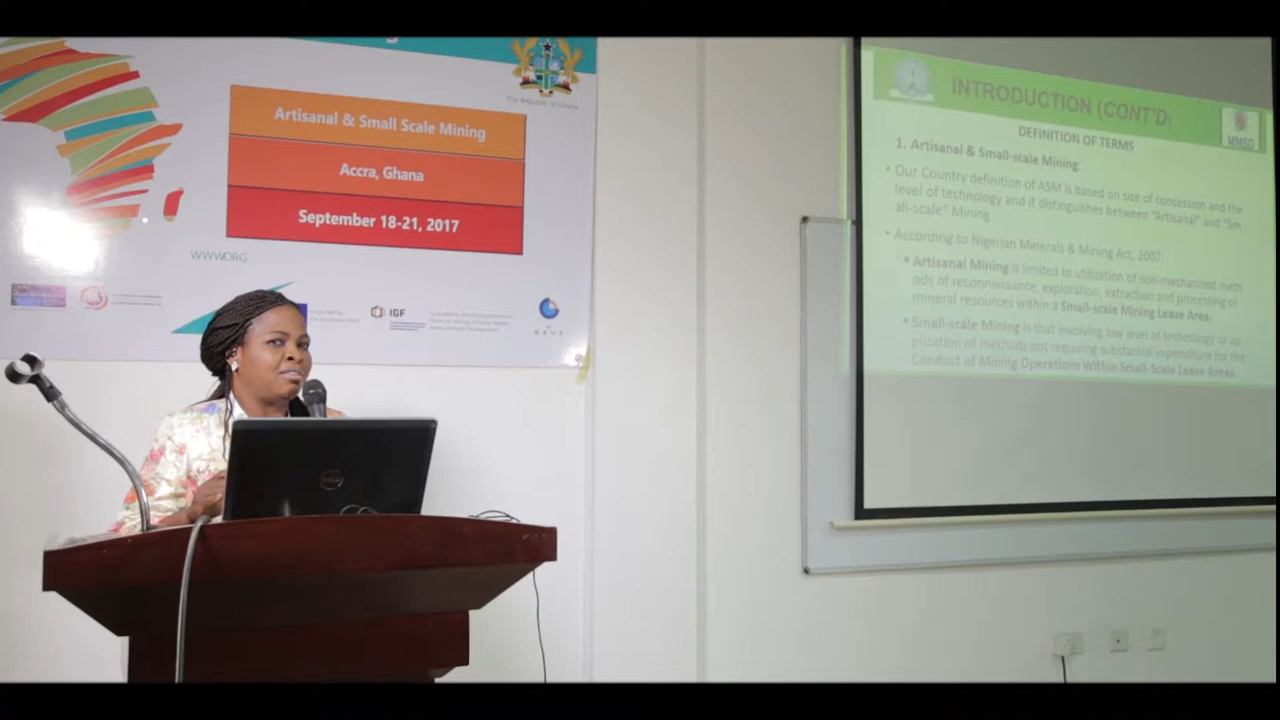 The Republic of Ghana
Artisanal & Small Scale Mining
Accra, Ghana
September 18-21, 2017
WWW.ORG
IGF
G E U S
DELL
INTRODUCTION (CONT'D)
MMSD
DEFINITION OF TERMS
1. Artisanal & Small-scale Mining:
• Our Country definition of ASM is based on size of concession and the
level of technology and it distinguishes between "Artisanal" and "Sm
all-scale" Mining
• According to Nigerian Minerals & Mining Act, 2007.
▪ Artisanal Mining is limited to utilization of non-mechanized meth
ods of reconnaissance, exploration, extraction and processing of
mineral resources within a Small-scale Mining Lease Area.
▪ Small-scale Mining is that involving low level of technology or ap
plication of methods not requiring substantial expenditure for the
Conduct of Mining Operations Within Small-Scale Lease Areas.